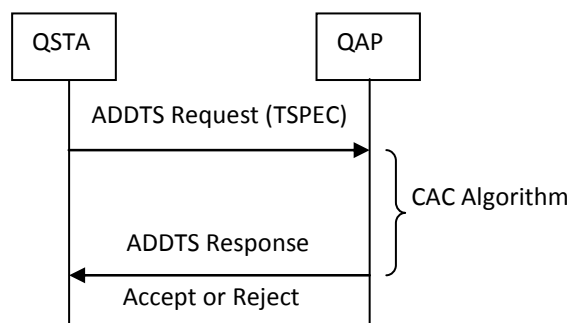 QSTA
QAP
ADDTS Request (TSPEC)
CAC Algorithm
ADDTS Response
Accept or Reject